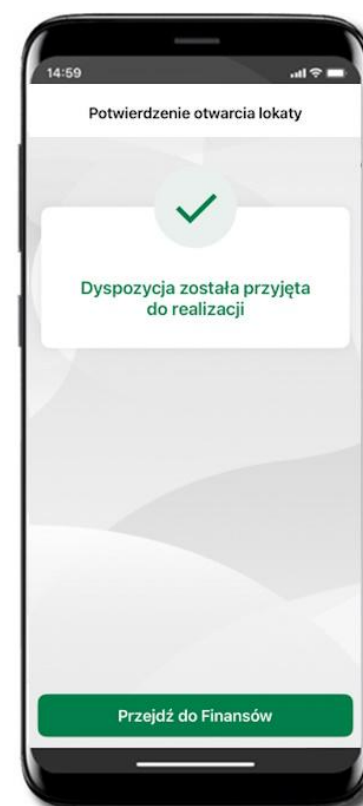 14:59
Potwierdzenie otwarcia lokaty
Dyspozycja została przyjęta
do realizacji
Przejdź do Finansów